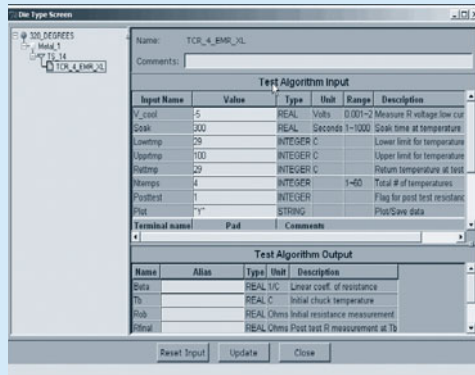 Die Type Screen
320_DEGREES
Metal_1
TS_14
TCR_4_EMR_XL
Name: TCR_4_EMR_XL
Comments:
Test Algorithm Input
Input Name Value Type Unit Range Description
V_cool -5 REAL Volts 0.001~2 Measure R voltage low cur
Soak 300 REAL Seconds 1~1000 Soak time at temperature
Lowrtmp 29 INTEGER C Lower limit for temperature
Upprtmp 100 INTEGER C Upper limit for temperature
Rettmp 29 INTEGER C Return temperature at test
Ntemps 4 INTEGER 1~60 Total # of temperatures
Posttest 1 INTEGER Flag for post test resistanc
Plot "Y" STRING Plot/Save data
Terminal name Pad Comments
Test Algorithm Output
Name Alias Type Unit Description
Beta REAL 1/C Linear coeff. of resistance
Tb REAL C Initial chuck temperature
Rob REAL Ohms Initial resistance measurement
Rfinal REAL Ohms Post test R measurement at Tb
Reset Input Update Close